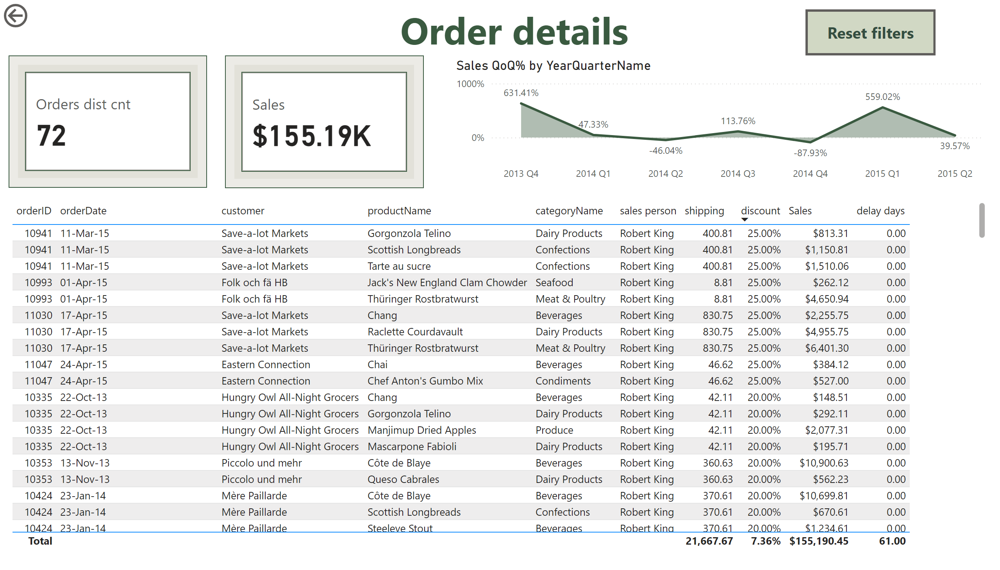 Order details
Reset filters
Orders dist cnt
72
Sales
$155.19K
Sales QoQ% by YearQuarterName
1000%
0%
631.41%
47.33%
-46.04%
113.76%
-87.93%
559.02%
39.57%
2013 Q4 2014 Q1 2014 Q2 2014 Q3 2014 Q4 2015 Q1 2015 Q2
orderID orderDate customer productName categoryName sales person shipping discount Sales delay days
10941 11-Mar-15 Save-a-lot Markets Gorgonzola Telino Dairy Products Robert King 400.81 25.00% $813.31 0.00
10941 11-Mar-15 Save-a-lot Markets Scottish Longbreads Confections Robert King 400.81 25.00% $1,150.81 0.00
10941 11-Mar-15 Save-a-lot Markets Tarte au sucre Confections Robert King 400.81 25.00% $1,510.06 0.00
10993 01-Apr-15 Folk och fä HB Jack's New England Clam Chowder Seafood Robert King 8.81 25.00% $262.12 0.00
10993 01-Apr-15 Folk och fä HB Thüringer Rostbratwurst Meat & Poultry Robert King 8.81 25.00% $4,650.94 0.00
11030 17-Apr-15 Save-a-lot Markets Chang Beverages Robert King 830.75 25.00% $2,255.75 0.00
11030 17-Apr-15 Save-a-lot Markets Raclette Courdavault Dairy Products Robert King 830.75 25.00% $4,955.75 0.00
11030 17-Apr-15 Save-a-lot Markets Thüringer Rostbratwurst Meat & Poultry Robert King 830.75 25.00% $6,401.30 0.00
11047 24-Apr-15 Eastern Connection Chai Beverages Robert King 46.62 25.00% $384.12 0.00
11047 24-Apr-15 Eastern Connection Chef Anton's Gumbo Mix Condiments Robert King 46.62 25.00% $527.00 0.00
10335 22-Oct-13 Hungry Owl All-Night Grocers Chang Beverages Robert King 42.11 20.00% $148.51 0.00
10335 22-Oct-13 Hungry Owl All-Night Grocers Gorgonzola Telino Dairy Products Robert King 42.11 20.00% $292.11 0.00
10335 22-Oct-13 Hungry Owl All-Night Grocers Manjimup Dried Apples Produce Robert King 42.11 20.00% $2,077.31 0.00
10335 22-Oct-13 Hungry Owl All-Night Grocers Mascarpone Fabioli Dairy Products Robert King 42.11 20.00% $195.71 0.00
10353 13-Nov-13 Piccolo und mehr Côte de Blaye Beverages Robert King 360.63 20.00% $10,900.63 0.00
10353 13-Nov-13 Piccolo und mehr Queso Cabrales Dairy Products Robert King 360.63 20.00% $562.23 0.00
10424 23-Jan-14 Mère Paillarde Côte de Blaye Beverages Robert King 370.61 20.00% $10,699.81 0.00
10424 23-Jan-14 Mère Paillarde Scottish Longbreads Confections Robert King 370.61 20.00% $670.61 0.00
10424 23-Jan-14 Mère Paillarde Steeleye Stout Beverages Robert King 370.61 20.00% $1,234.61 0.00
Total 21,667.67 7.36% $155,190.45 61.00